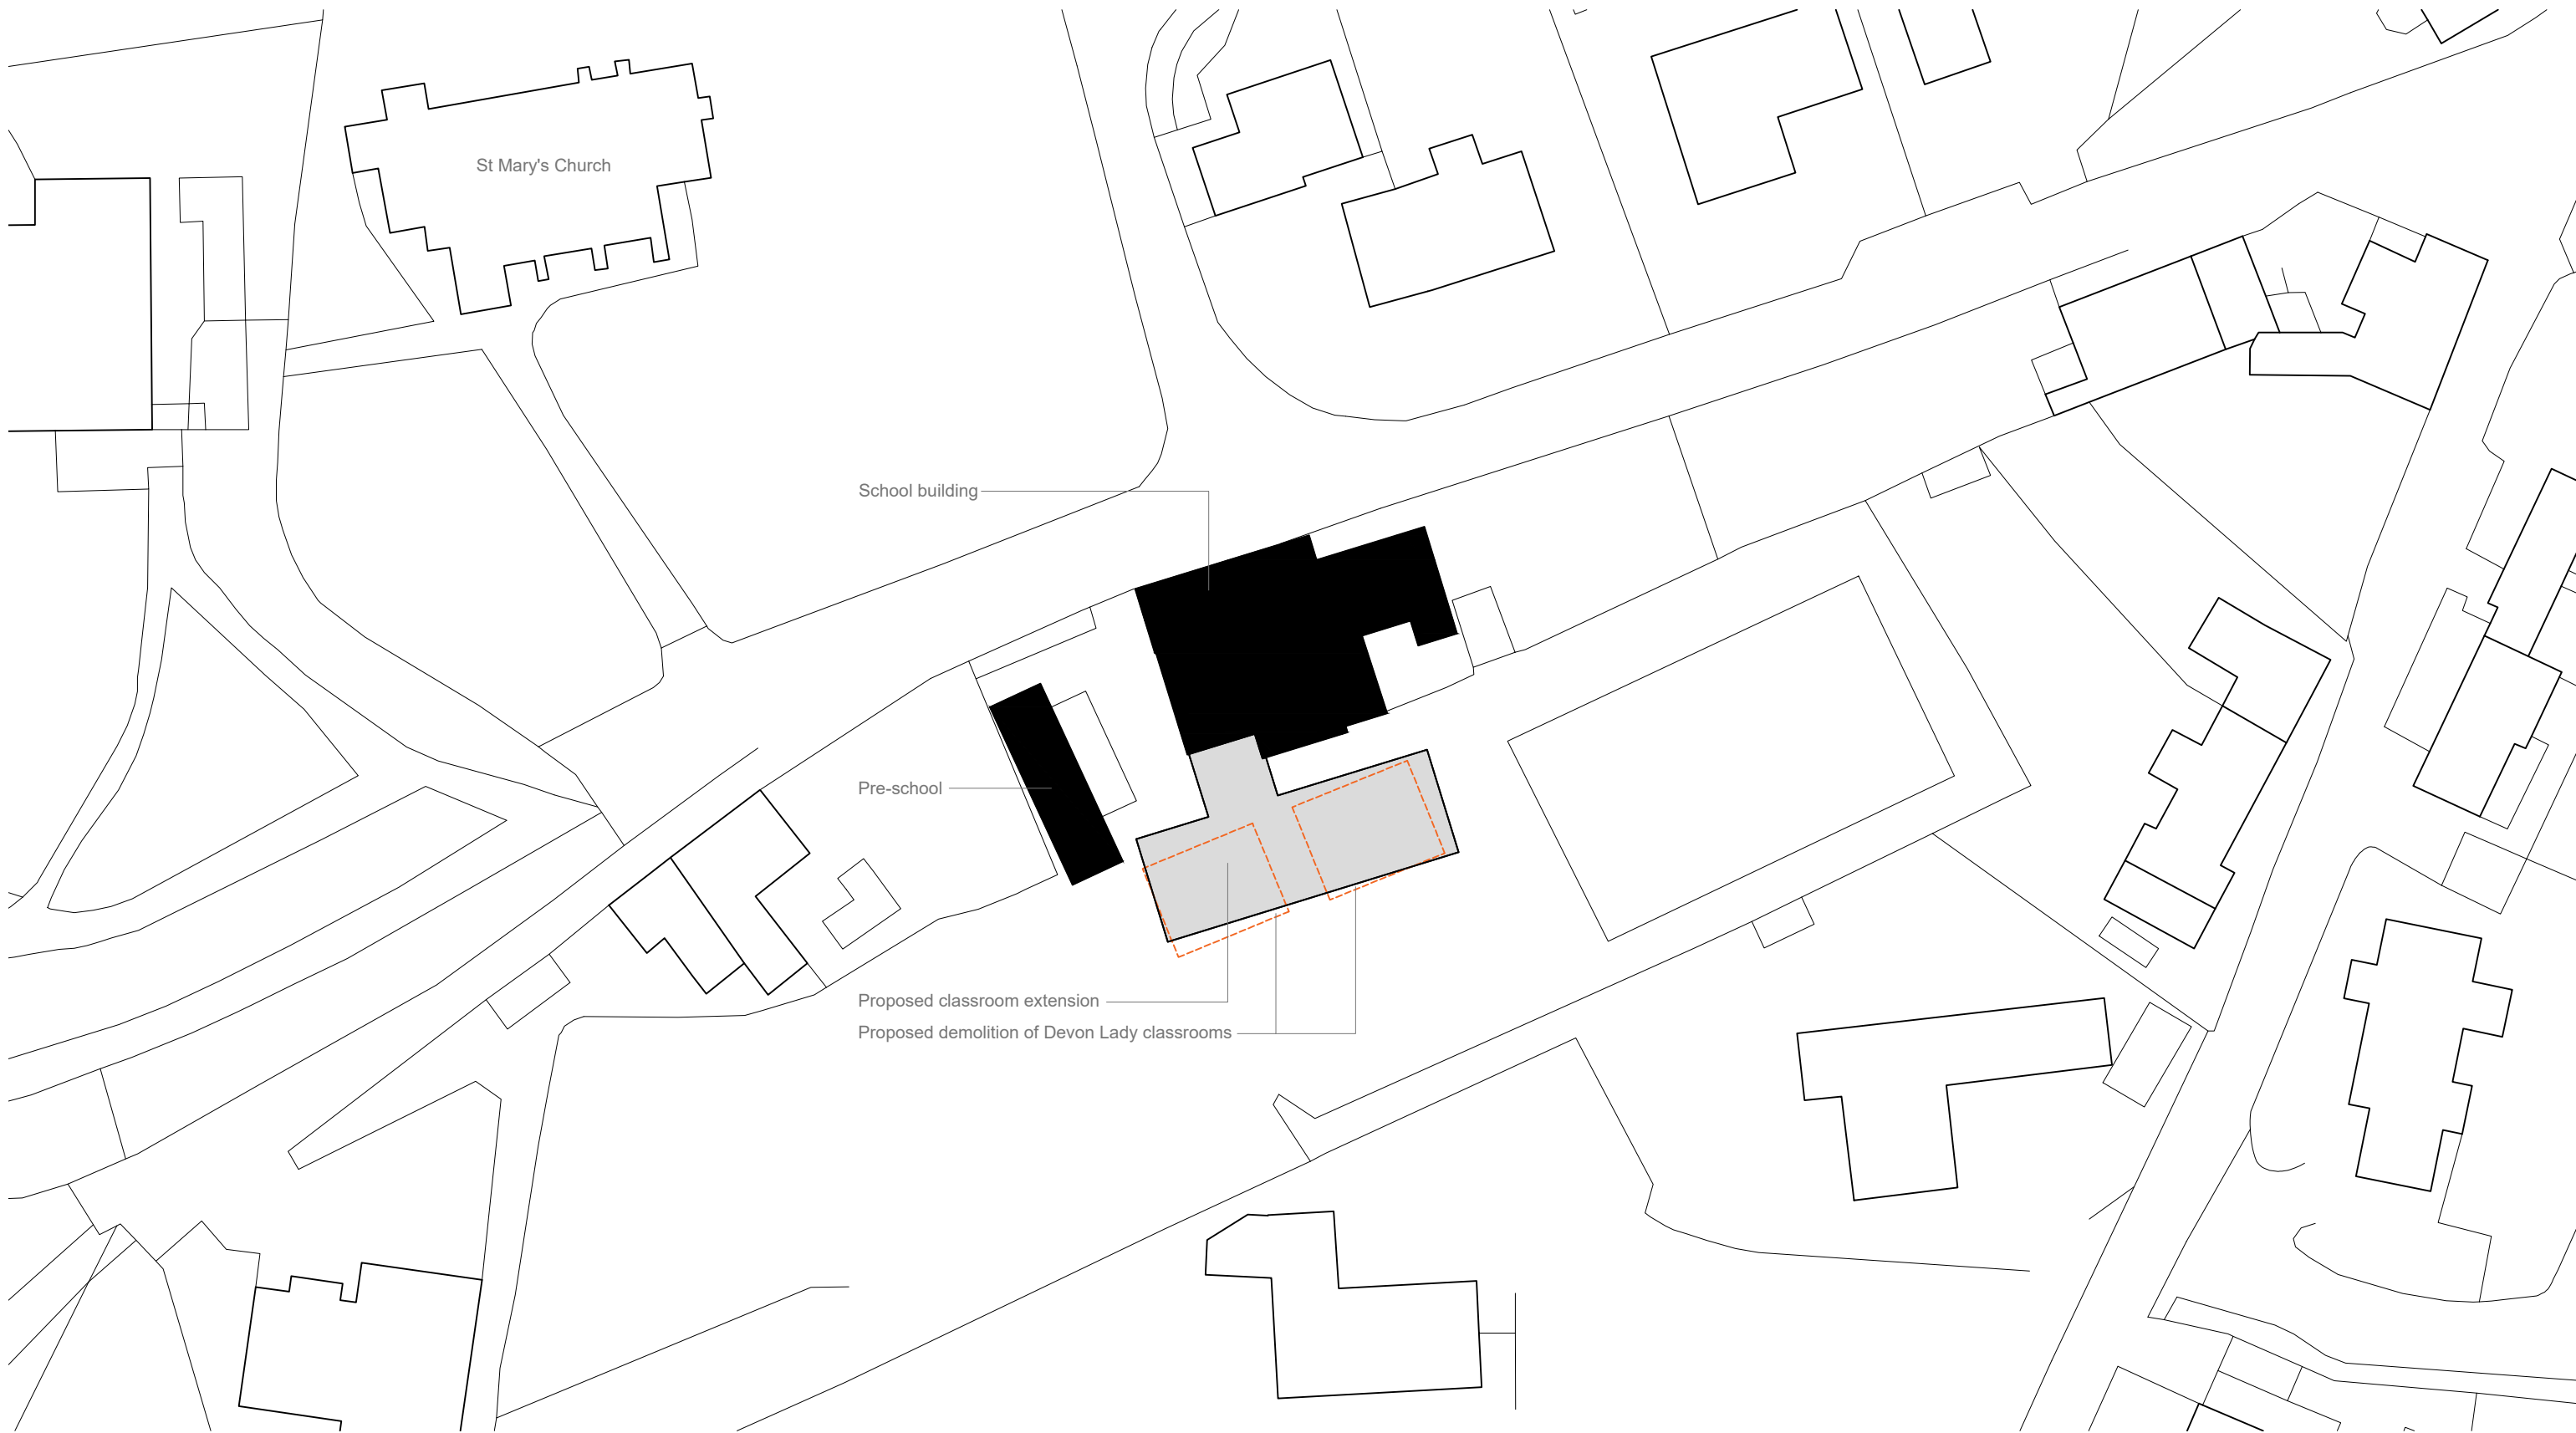 St Mary's Church
School building
Pre-school
Proposed classroom extension
Proposed demolition of Devon Lady classrooms